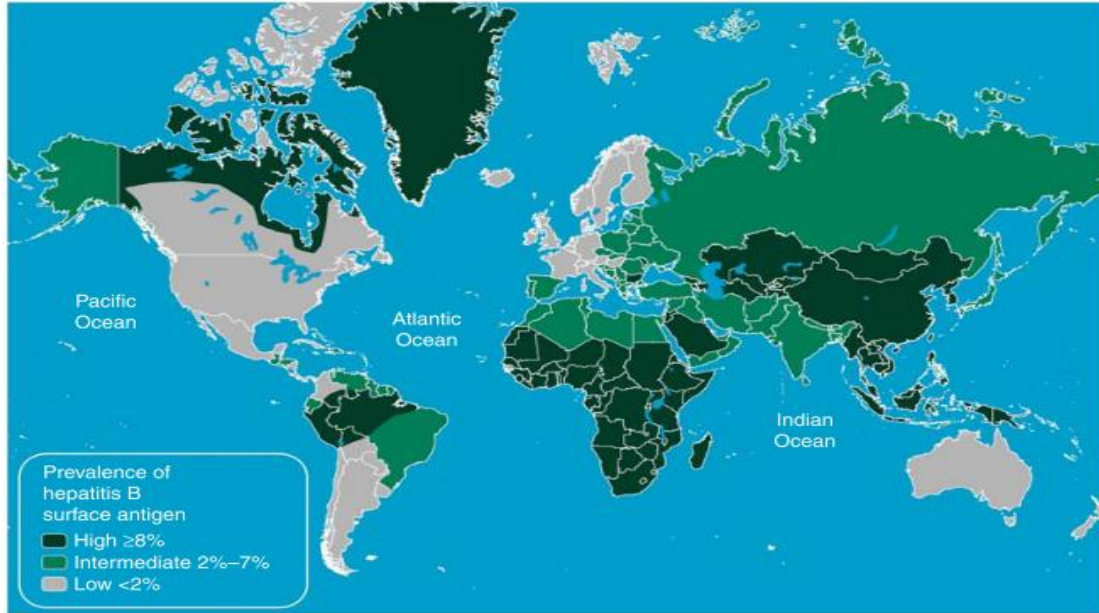 Pacific
Ocean
Atlantic
Ocean
Indian
Ocean
Prevalence of
hepatitis B
surface antigen
High ≥8%
Intermediate 2%–7%
Low <2%